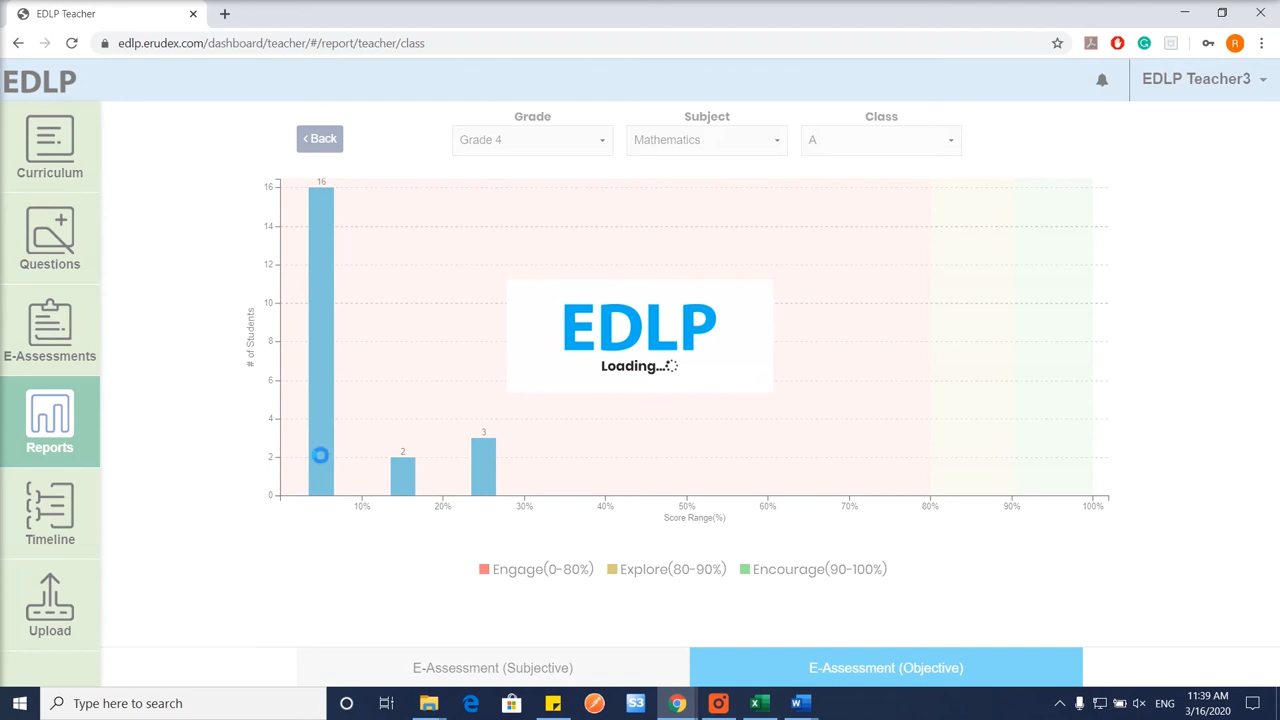 EDLP Teacher
edlp.erudex.com/dashboard/teacher/#/report/teacher/class
EDLP
EDLP Teacher3
Curriculum
Questions
E-Assessments
Reports
Timeline
Upload
Back
Grade
Subject
Class
Grade 4
Mathematics
A
# of Students
16
14
12
10
8
6
4
2
0
16
2
3
10%
20%
30%
40%
50%
60%
70%
80%
90%
100%
Score Range(%)
EDLP
Loading...
Engage(0-80%)
Explore(80-90%)
Encourage(90-100%)
E-Assessment (Subjective)
E-Assessment (Objective)
Type here to search
S3
ENG
11:39 AM
3/16/2020
R